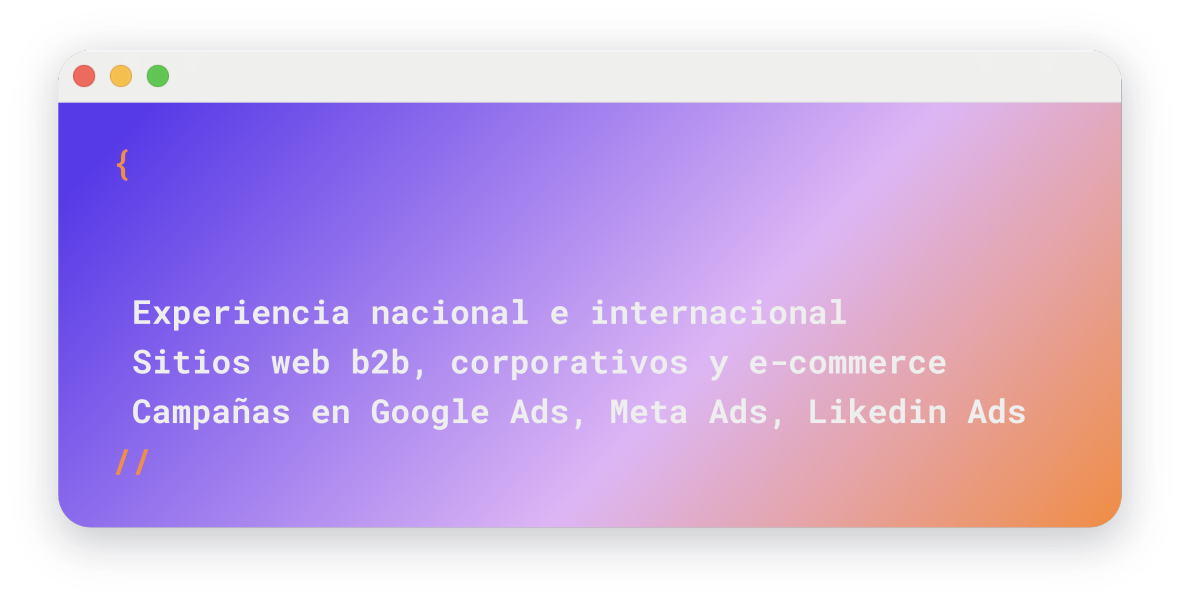 {
Experiencia nacional e internacional
Sitios web b2b, corporativos y e-commerce
Campañas en Google Ads, Meta Ads, Likedin Ads
//